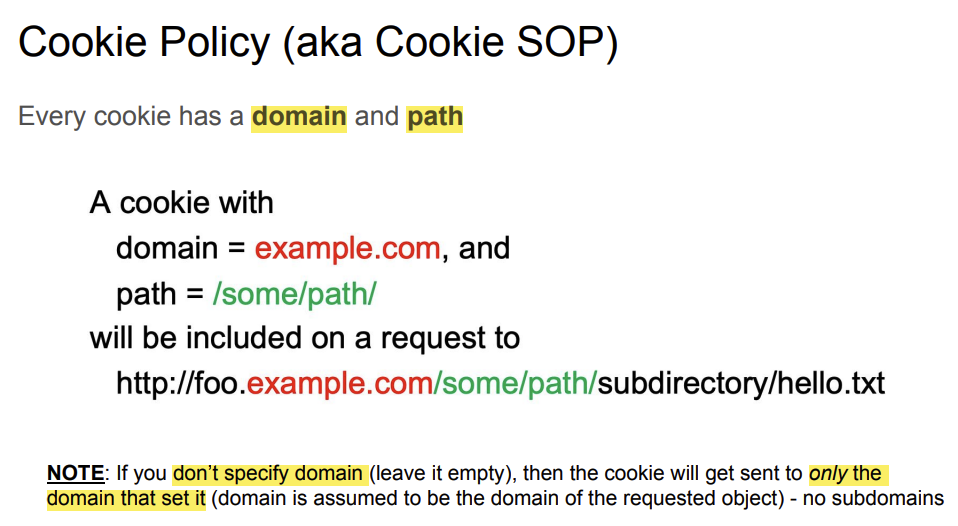 Cookie Policy (aka Cookie SOP)
Every cookie has a domain and path
A cookie with
domain = example.com, and
path = /some/path/
will be included on a request to
http://foo.example.com/some/path/subdirectory/hello.txt
NOTE: If you don’t specify domain (leave it empty), then the cookie will get sent to only the
domain that set it (domain is assumed to be the domain of the requested object) - no subdomains